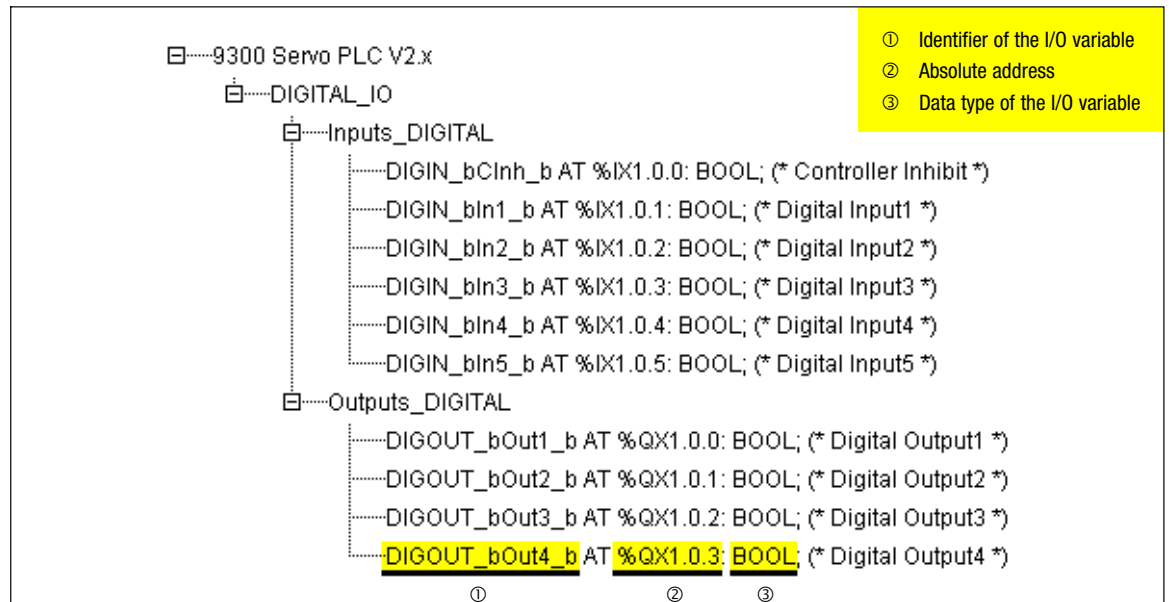 9300 Servo PLC V2.x
① Identifier of the I/O variable
② Absolute address
③ Data type of the I/O variable
DIGITAL_IO
Inputs_DIGITAL
DIGIN_bCInh_b AT %IX1.0.0: BOOL; (* Controller Inhibit *)
DIGIN_bIn1_b AT %IX1.0.1: BOOL; (* Digital Input1 *)
DIGIN_bIn2_b AT %IX1.0.2: BOOL; (* Digital Input2 *)
DIGIN_bIn3_b AT %IX1.0.3: BOOL; (* Digital Input3 *)
DIGIN_bIn4_b AT %IX1.0.4: BOOL; (* Digital Input4 *)
DIGIN_bIn5_b AT %IX1.0.5: BOOL; (* Digital Input5 *)
Outputs_DIGITAL
DIGOUT_bOut1_b AT %QX1.0.0: BOOL; (* Digital Output1 *)
DIGOUT_bOut2_b AT %QX1.0.1: BOOL; (* Digital Output2 *)
DIGOUT_bOut3_b AT %QX1.0.2: BOOL; (* Digital Output3 *)
DIGOUT_bOut4_b AT %QX1.0.3: BOOL; (* Digital Output4 *)
① ② ③